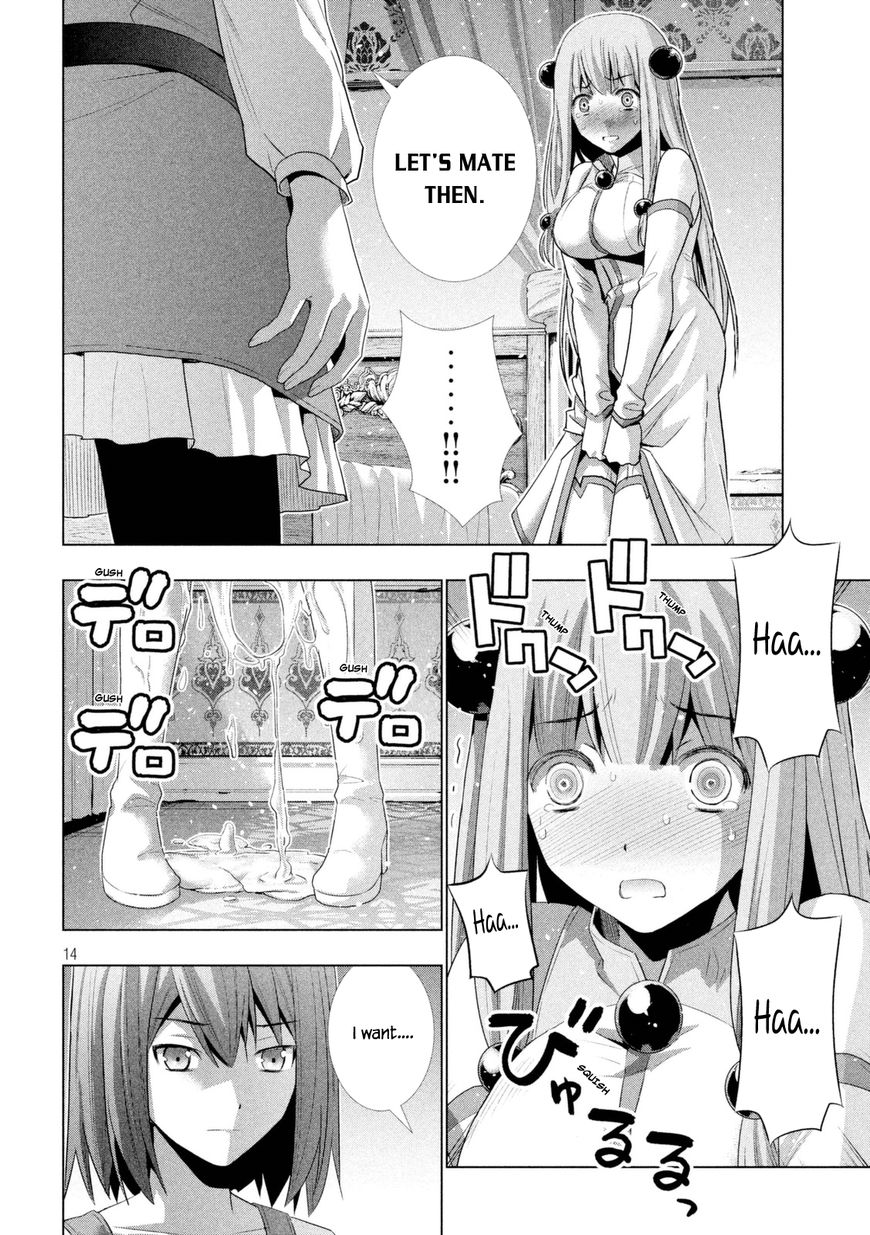 LET'S MATE
THEN.
・・・・・・・!!
Haa...
ドクン
THUMP
ドクン
THUMP
Haa...
Haa...
びゅるるっ
SQUISH
GUSH
デロ
GUSH
デロ
GUSH
デロ
14
I want....